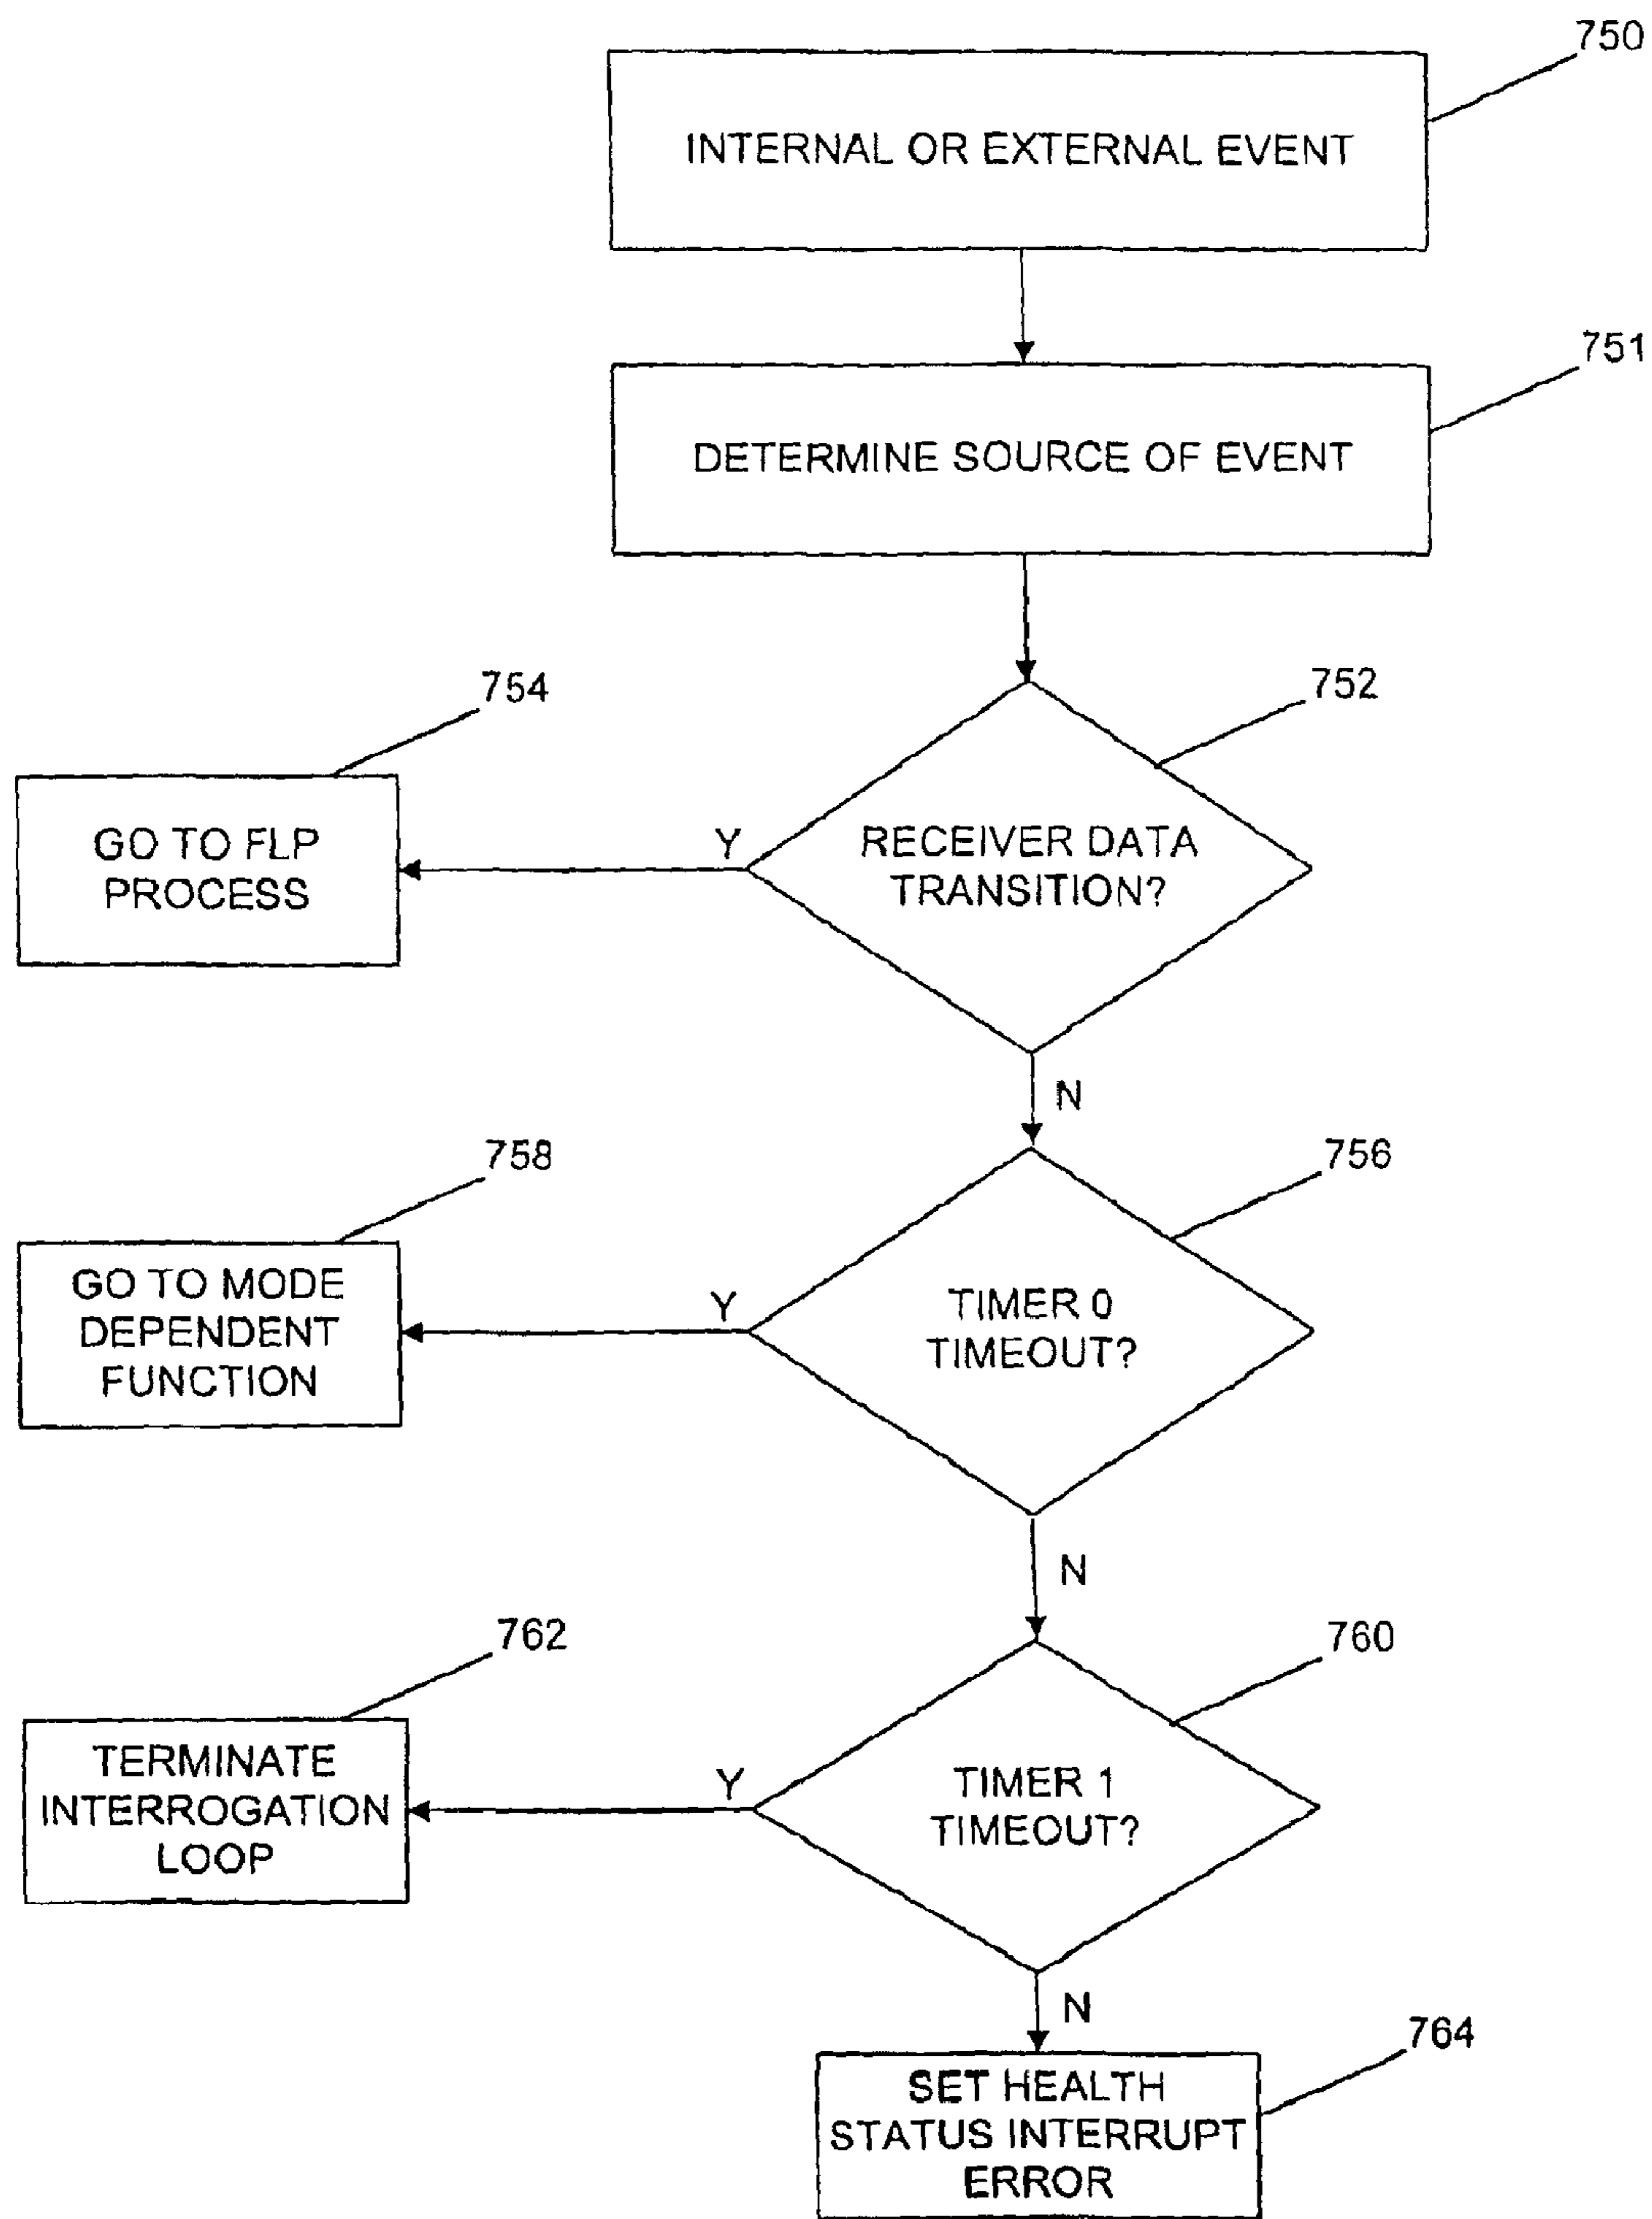 750
INTERNAL OR EXTERNAL EVENT
751
DETERMINE SOURCE OF EVENT
752
754
RECEIVER DATA
TRANSITION?
Y
GO TO FLP
PROCESS
N
756
758
TIMER 0
TIMEOUT?
Y
GO TO MODE
DEPENDENT
FUNCTION
N
760
762
TIMER 1
TIMEOUT?
Y
TERMINATE
INTERROGATION
LOOP
N
764
SET HEALTH
STATUS INTERRUPT
ERROR